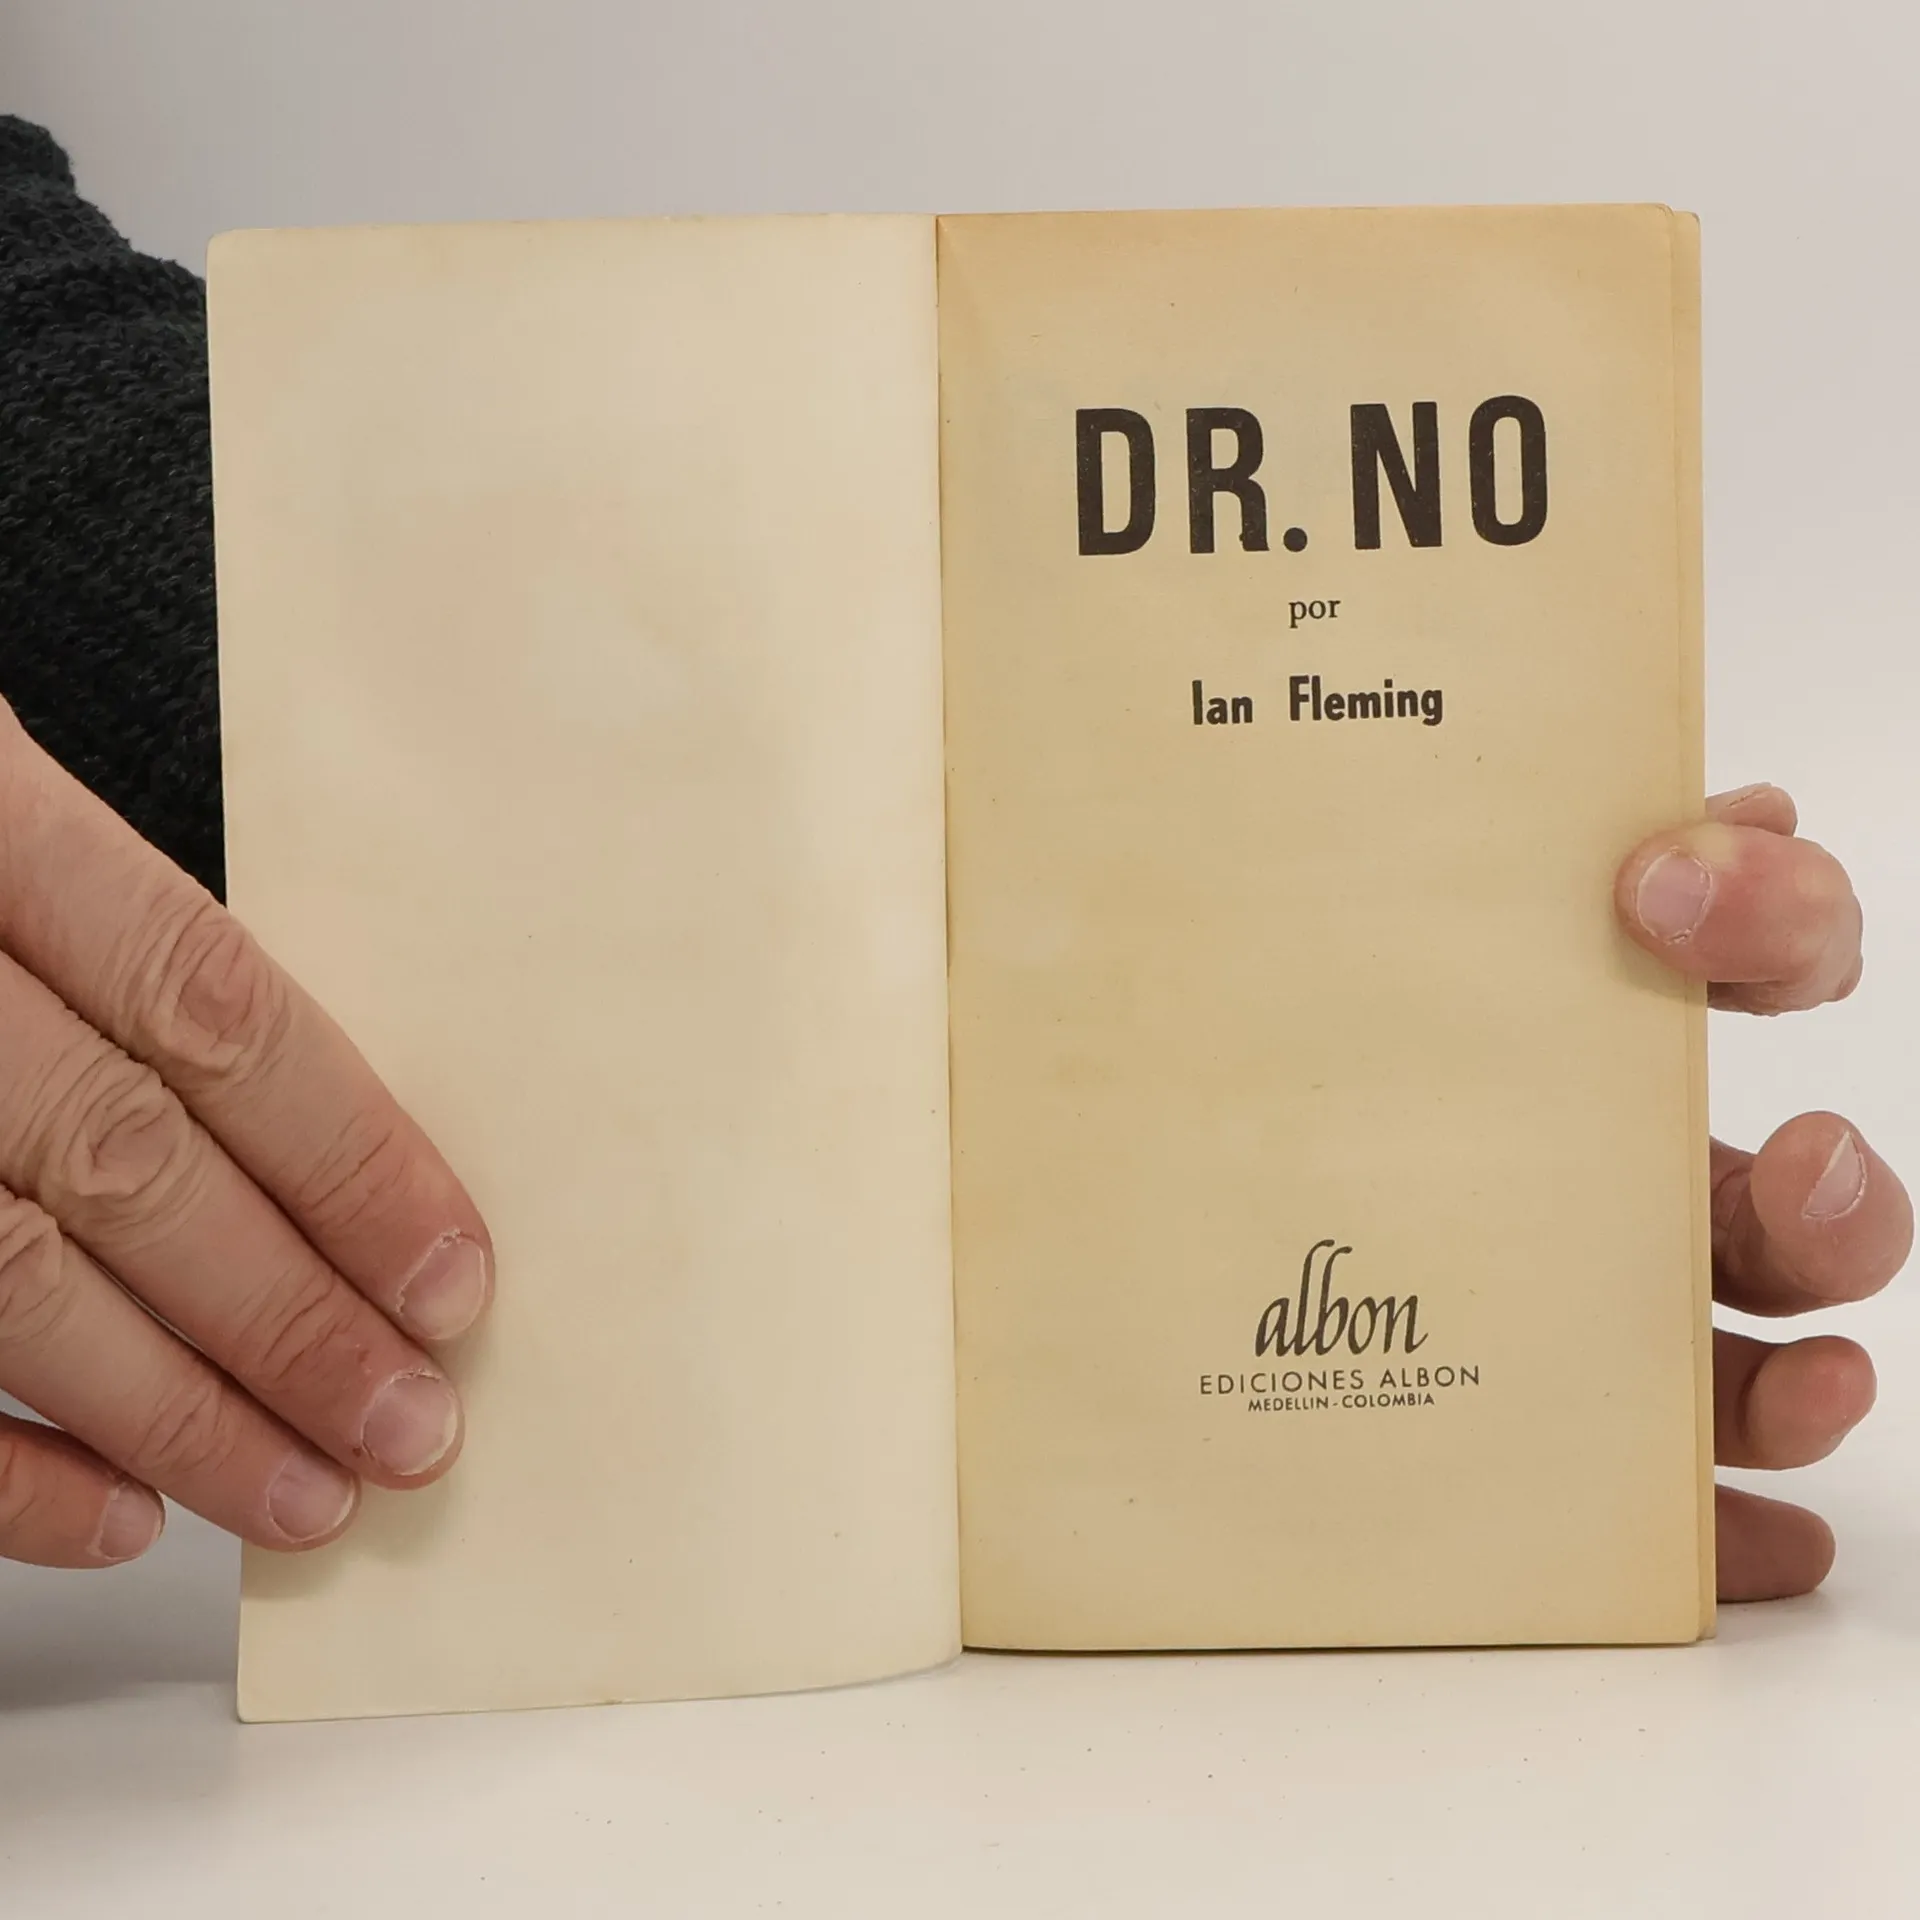 DR. NO
por
Ian Fleming
albon
EDICIONES ALBON
MEDELLIN - COLOMBIA